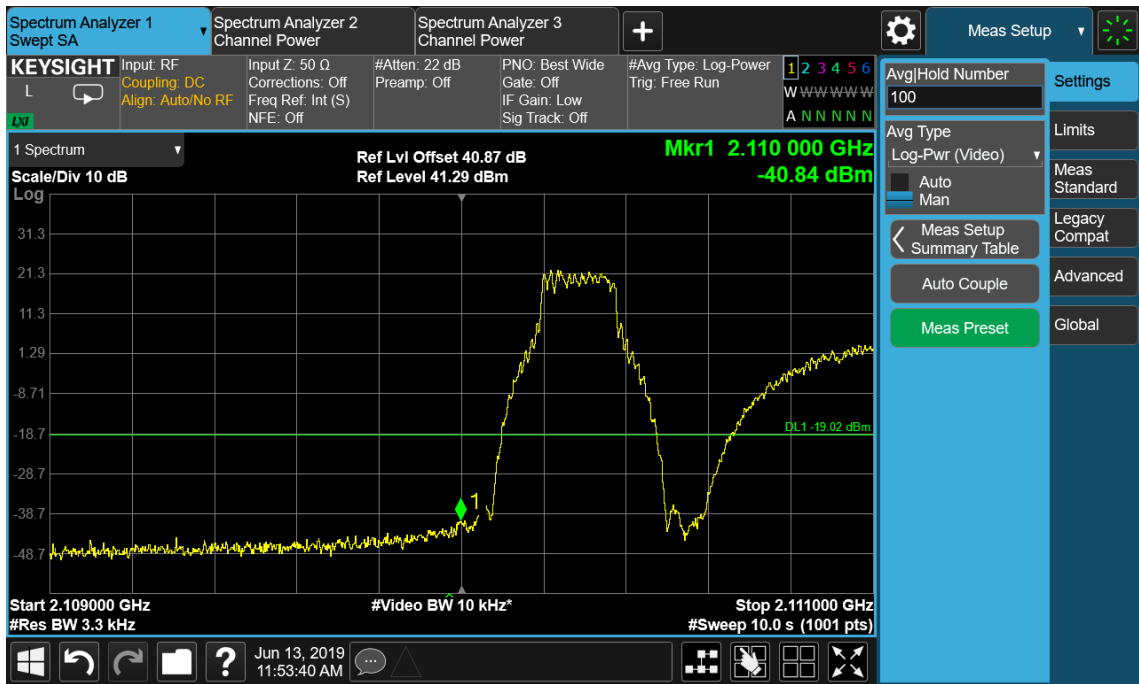 Spectrum Analyzer 1
Swept SA
Spectrum Analyzer 2
Channel Power
Spectrum Analyzer 3
Channel Power
+
Meas Setup
KEYSIGHT
L
LXI
Input: RF
Coupling: DC
Align: Auto/No RF
Input Z: 50 Ω
Corrections: Off
Freq Ref: Int (S)
NFE: Off
#Atten: 22 dB
Preamp: Off
PNO: Best Wide
Gate: Off
IF Gain: Low
Sig Track: Off
#Avg Type: Log-Power
Trig: Free Run
1 2 3 4 5 6
W W W W W W
A N N N N N
1 Spectrum
Scale/Div 10 dB
Log
Ref Lvl Offset 40.87 dB
Ref Level 41.29 dBm
Mkr1 2.110 000 GHz
-40.84 dBm
31.3
21.3
11.3
1.29
-8.71
-18.7
-28.7
-38.7
-48.7
DL1 -19.02 dBm
1
Start 2.109000 GHz
#Res BW 3.3 kHz
#Video BW 10 kHz*
Stop 2.111000 GHz
#Sweep 10.0 s (1001 pts)
?
Jun 13, 2019
11:53:40 AM
Avg|Hold Number
100
Avg Type
Log-Pwr (Video)
Auto
Man
Meas Setup
Summary Table
Auto Couple
Meas Preset
Settings
Limits
Meas
Standard
Legacy
Compat
Advanced
Global